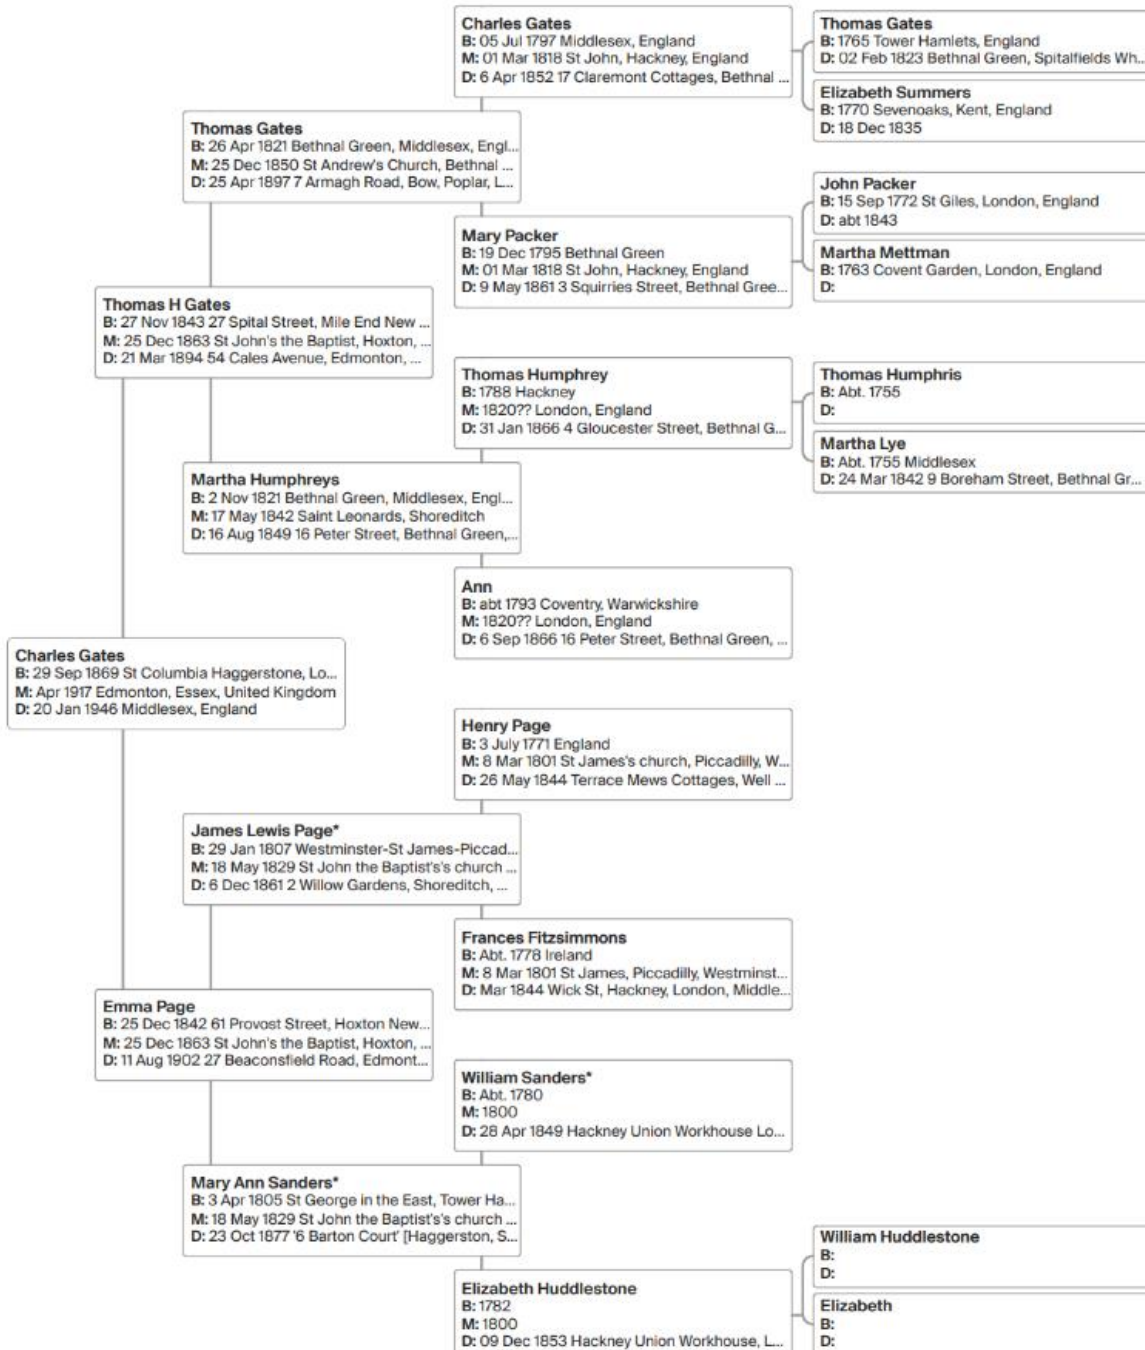 Charles Gates
B: 05 Jul 1797 Middlesex, England
M: 01 Mar 1818 St John, Hackney, England
D: 6 Apr 1852 17 Claremont Cottages, Bethnal ...
Thomas Gates
B: 1765 Tower Hamlets, England
D: 02 Feb 1823 Bethnal Green, Spitalfields Wh...
Elizabeth Summers
B: 1770 Sevenoaks, Kent, England
D: 18 Dec 1835
Thomas Gates
B: 26 Apr 1821 Bethnal Green, Middlesex, Engl...
M: 25 Dec 1850 St Andrew's Church, Bethnal ...
D: 25 Apr 1897 7 Armagh Road, Bow, Poplar, L...
John Packer
B: 15 Sep 1772 St Giles, London, England
D: abt 1843
Mary Packer
B: 19 Dec 1795 Bethnal Green
M: 01 Mar 1818 St John, Hackney, England
D: 9 May 1861 3 Squirries Street, Bethnal Gree...
Martha Mettman
B: 1763 Covent Garden, London, England
D:
Thomas H Gates
B: 27 Nov 1843 27 Spital Street, Mile End New ...
M: 25 Dec 1863 St John's the Baptist, Hoxton, ...
D: 21 Mar 1894 54 Cales Avenue, Edmonton, ...
Thomas Humphrey
B: 1788 Hackney
M: 1820?? London, England
D: 31 Jan 1866 4 Gloucester Street, Bethnal G...
Thomas Humphris
B: Abt. 1755
D:
Martha Lye
B: Abt. 1755 Middlesex
D: 24 Mar 1842 9 Boreham Street, Bethnal Gr...
Martha Humphreys
B: 2 Nov 1821 Bethnal Green, Middlesex, Engl...
M: 17 May 1842 Saint Leonards, Shoreditch
D: 16 Aug 1849 16 Peter Street, Bethnal Green,...
Ann
B: abt 1793 Coventry, Warwickshire
M: 1820?? London, England
D: 6 Sep 1866 16 Peter Street, Bethnal Green, ...
Charles Gates
B: 29 Sep 1869 St Columbia Haggerstone, Lo...
M: Apr 1917 Edmonton, Essex, United Kingdom
D: 20 Jan 1946 Middlesex, England
Henry Page
B: 3 July 1771 England
M: 8 Mar 1801 St James's church, Piccadilly, W...
D: 26 May 1844 Terrace Mews Cottages, Well ...
James Lewis Page*
B: 29 Jan 1807 Westminster-St James-Piccad...
M: 18 May 1829 St John the Baptist's's church ...
D: 6 Dec 1861 2 Willow Gardens, Shoreditch, ...
Frances Fitzsimmons
B: Abt. 1778 Ireland
M: 8 Mar 1801 St James, Piccadilly, Westminst...
D: Mar 1844 Wick St, Hackney, London, Middle...
Emma Page
B: 25 Dec 1842 61 Provost Street, Hoxton New...
M: 25 Dec 1863 St John's the Baptist, Hoxton, ...
D: 11 Aug 1902 27 Beaconsfield Road, Edmont...
William Sanders*
B: Abt. 1780
M: 1800
D: 28 Apr 1849 Hackney Union Workhouse Lo...
Mary Ann Sanders*
B: 3 Apr 1805 St George in the East, Tower Ha...
M: 18 May 1829 St John the Baptist's's church ...
D: 23 Oct 1877 '6 Barton Court' [Haggerston, S...
William Huddlestone
B:
D:
Elizabeth Huddlestone
B: 1782
M: 1800
D: 09 Dec 1853 Hackney Union Workhouse, L...
Elizabeth
B:
D: